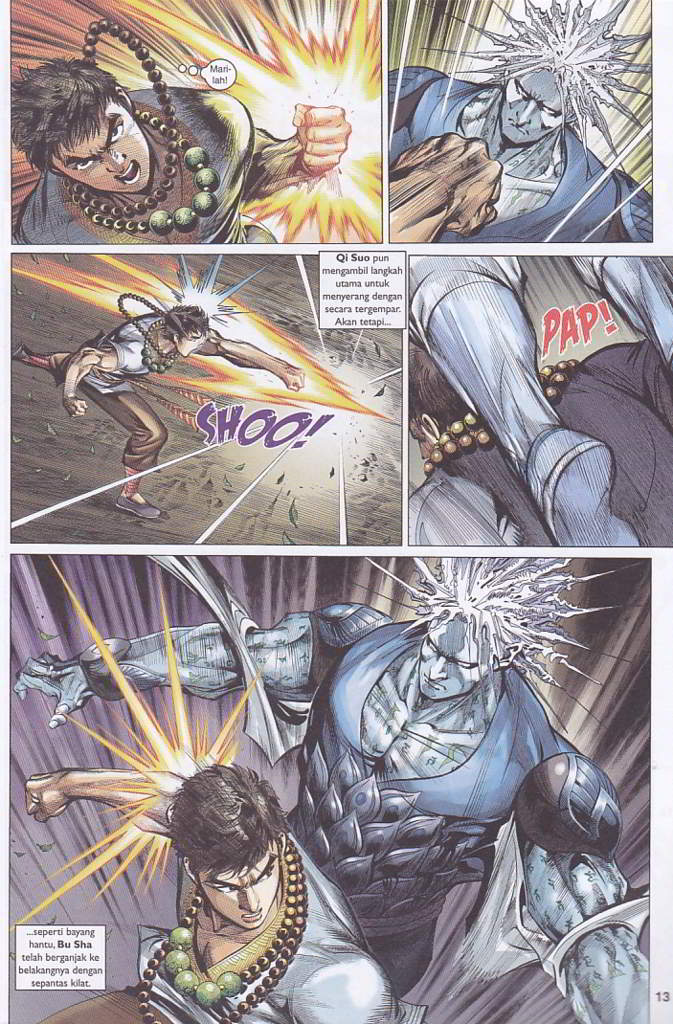 Mari-
lah!
Qi Suo pun
mengambil langkah
utama untuk
menyerang dengan
secara tergempar.
Akan tetapi...
SHOO!
PAP!
...seperti bayang
hantu, Bu Sha
telah berganjak ke
belakangnya dengan
sepantas kilat.
13